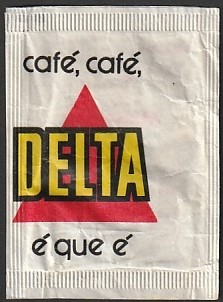 café, café,
DELTA
é que é